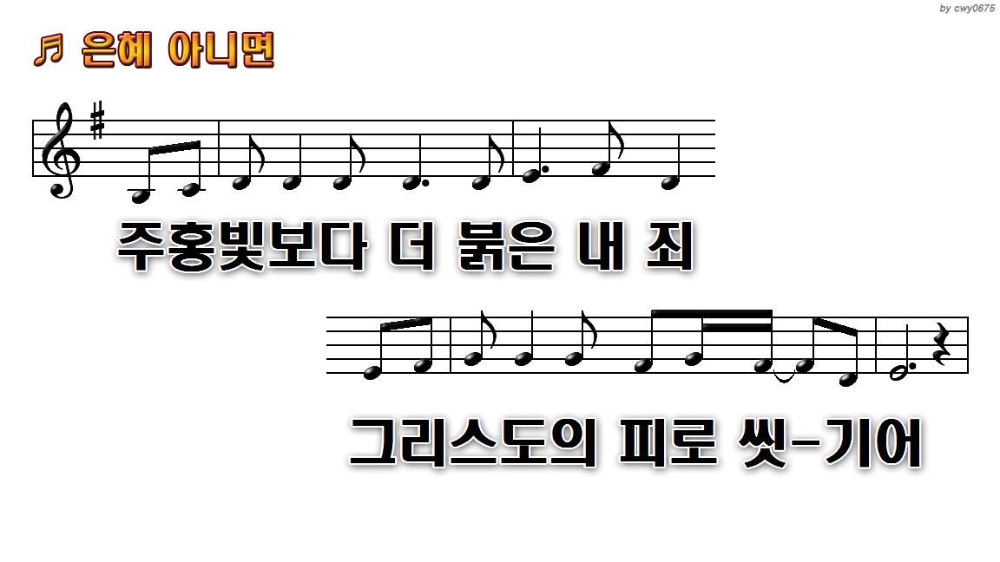 by cwy0675
♬ 은혜 아니면
주홍빛보다 더 붉은 내 죄
그리스도의 피로 씻-기어